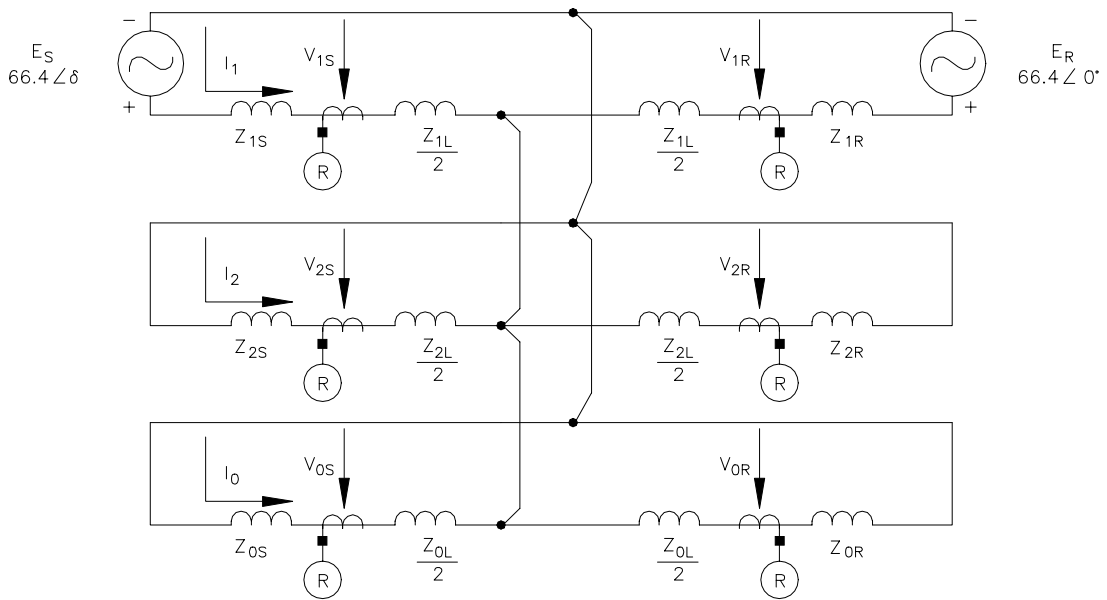 − −
E_S
66.4∠δ
I_1
V_1S
V_1R
E_R
66.4∠0°
+ +
Z_1S
Z_1L
2
Z_1L
2
Z_1R
R R
I_2
V_2S
V_2R
Z_2S
Z_2L
2
Z_2L
2
Z_2R
R R
I_0
V_0S
V_0R
Z_0S
Z_0L
2
Z_0L
2
Z_0R
R R